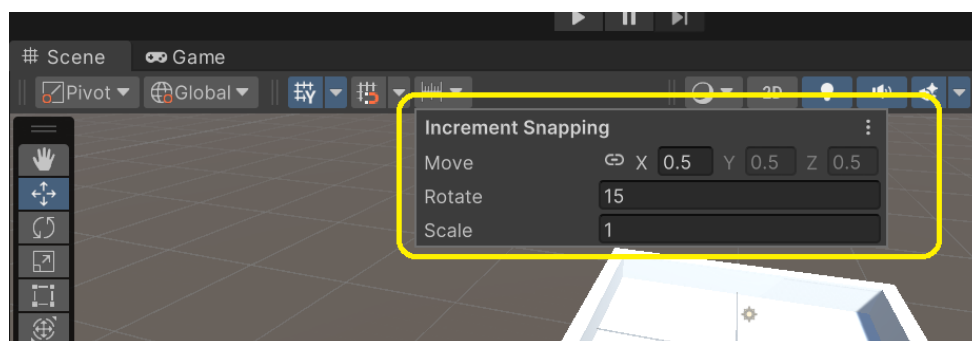 Scene Game
Pivot Global 2D
Increment Snapping
Move X 0.5 Y 0.5 Z 0.5
Rotate 15
Scale 1